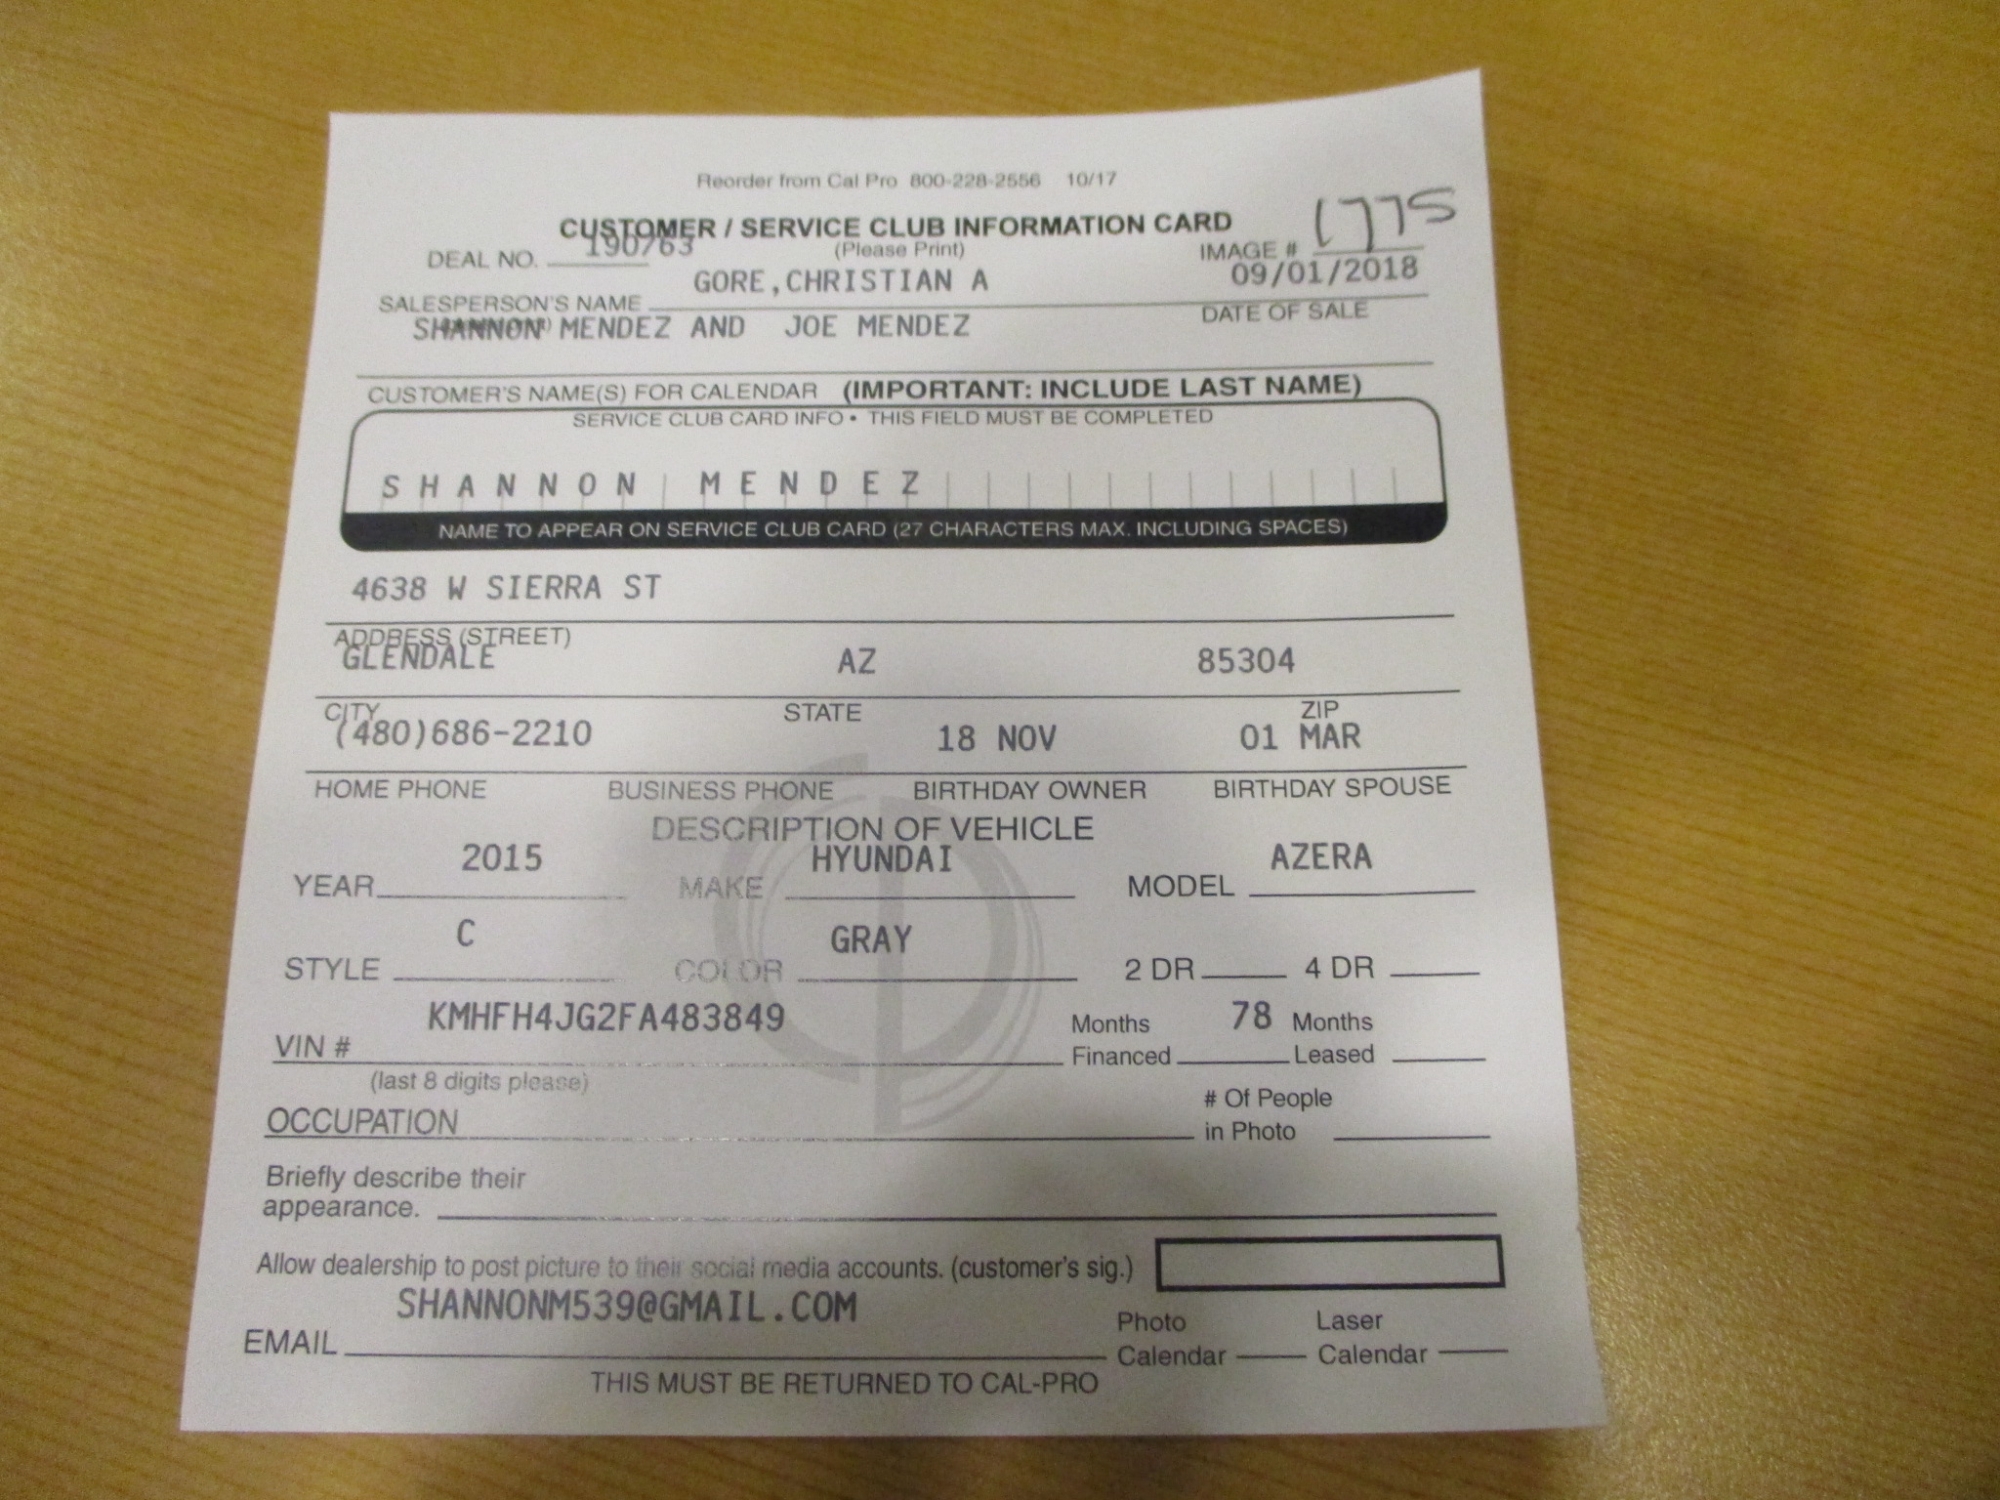 Reorder from Cal Pro 800-228-2556 10/17
CUSTOMER / SERVICE CLUB INFORMATION CARD
(Please Print)
DEAL NO. 190763
IMAGE # 1775
GORE,CHRISTIAN A
09/01/2018
SALESPERSON'S NAME
DATE OF SALE
SHANNON MENDEZ AND JOE MENDEZ
CUSTOMER'S NAME(S) FOR CALENDAR (IMPORTANT: INCLUDE LAST NAME)
SERVICE CLUB CARD INFO • THIS FIELD MUST BE COMPLETED
SHANNON MENDEZ
NAME TO APPEAR ON SERVICE CLUB CARD (27 CHARACTERS MAX. INCLUDING SPACES)
4638 W SIERRA ST
ADDRESS (STREET)
GLENDALE AZ 85304
CITY STATE ZIP
(480)686-2210 18 NOV 01 MAR
HOME PHONE BUSINESS PHONE BIRTHDAY OWNER BIRTHDAY SPOUSE
DESCRIPTION OF VEHICLE
YEAR 2015 MAKE HYUNDAI MODEL AZERA
STYLE C COLOR GRAY 2 DR 4 DR
VIN # KMHFH4JG2FA483849 Months Financed 78 Months Leased
(last 8 digits please)
OCCUPATION # Of People in Photo
Briefly describe their
appearance.
Allow dealership to post picture to their social media accounts. (customer's sig.)
EMAIL SHANNONM539@GMAIL.COM Photo Calendar Laser Calendar
THIS MUST BE RETURNED TO CAL-PRO